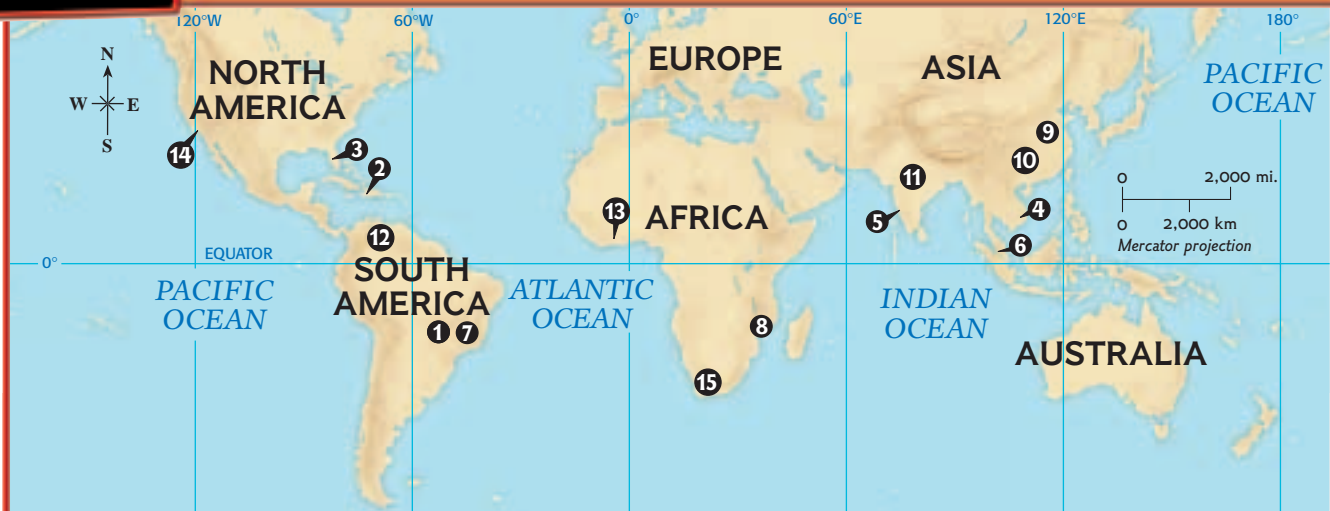 120°W 60°W 0° 60°E 120°E 180°
N
W E
S
NORTH
AMERICA
EUROPE
ASIA
PACIFIC
OCEAN
14
3
2
9
10
11
0 2,000 mi.
0 2,000 km
Mercator projection
13
AFRICA
5
4
6
12
EQUATOR
0°
SOUTH
AMERICA
PACIFIC
OCEAN
ATLANTIC
OCEAN
INDIAN
OCEAN
1 7
8
AUSTRALIA
15